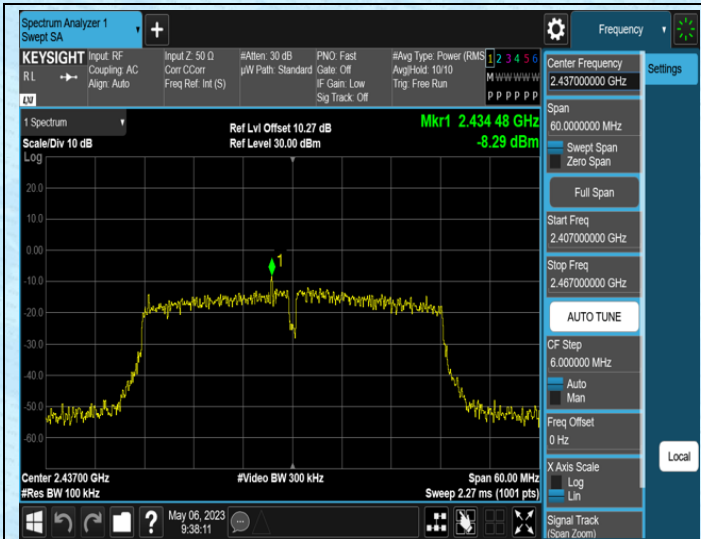 Spectrum Analyzer 1
Swept SA
Frequency
KEYSIGHT
R L
LXI
Input: RF
Coupling: AC
Align: Auto
Input Z: 50 Ω
Corr CCorr
Freq Ref: Int (S)
#Atten: 30 dB
µW Path: Standard
PNO: Fast
Gate: Off
IF Gain: Low
Sig Track: Off
#Avg Type: Power (RMS
Avg|Hold: 10/10
Trig: Free Run
1 2 3 4 5 6
M W W W W W
P P P P P P
1 Spectrum
Scale/Div 10 dB
Log
Ref Lvl Offset 10.27 dB
Ref Level 30.00 dBm
Mkr1 2.434 48 GHz
-8.29 dBm
20.0
10.0
0.00
-10.0
-20.0
-30.0
-40.0
-50.0
-60.0
1
Center 2.43700 GHz
#Res BW 100 kHz
#Video BW 300 kHz
Span 60.00 MHz
Sweep 2.27 ms (1001 pts)
?
May 06, 2023
9:38:11
Center Frequency
2.437000000 GHz
Settings
Span
60.0000000 MHz
Swept Span
Zero Span
Full Span
Start Freq
2.407000000 GHz
Stop Freq
2.467000000 GHz
AUTO TUNE
CF Step
6.000000 MHz
Auto
Man
Freq Offset
0 Hz
Local
X Axis Scale
Log
Lin
Signal Track
(Span Zoom)